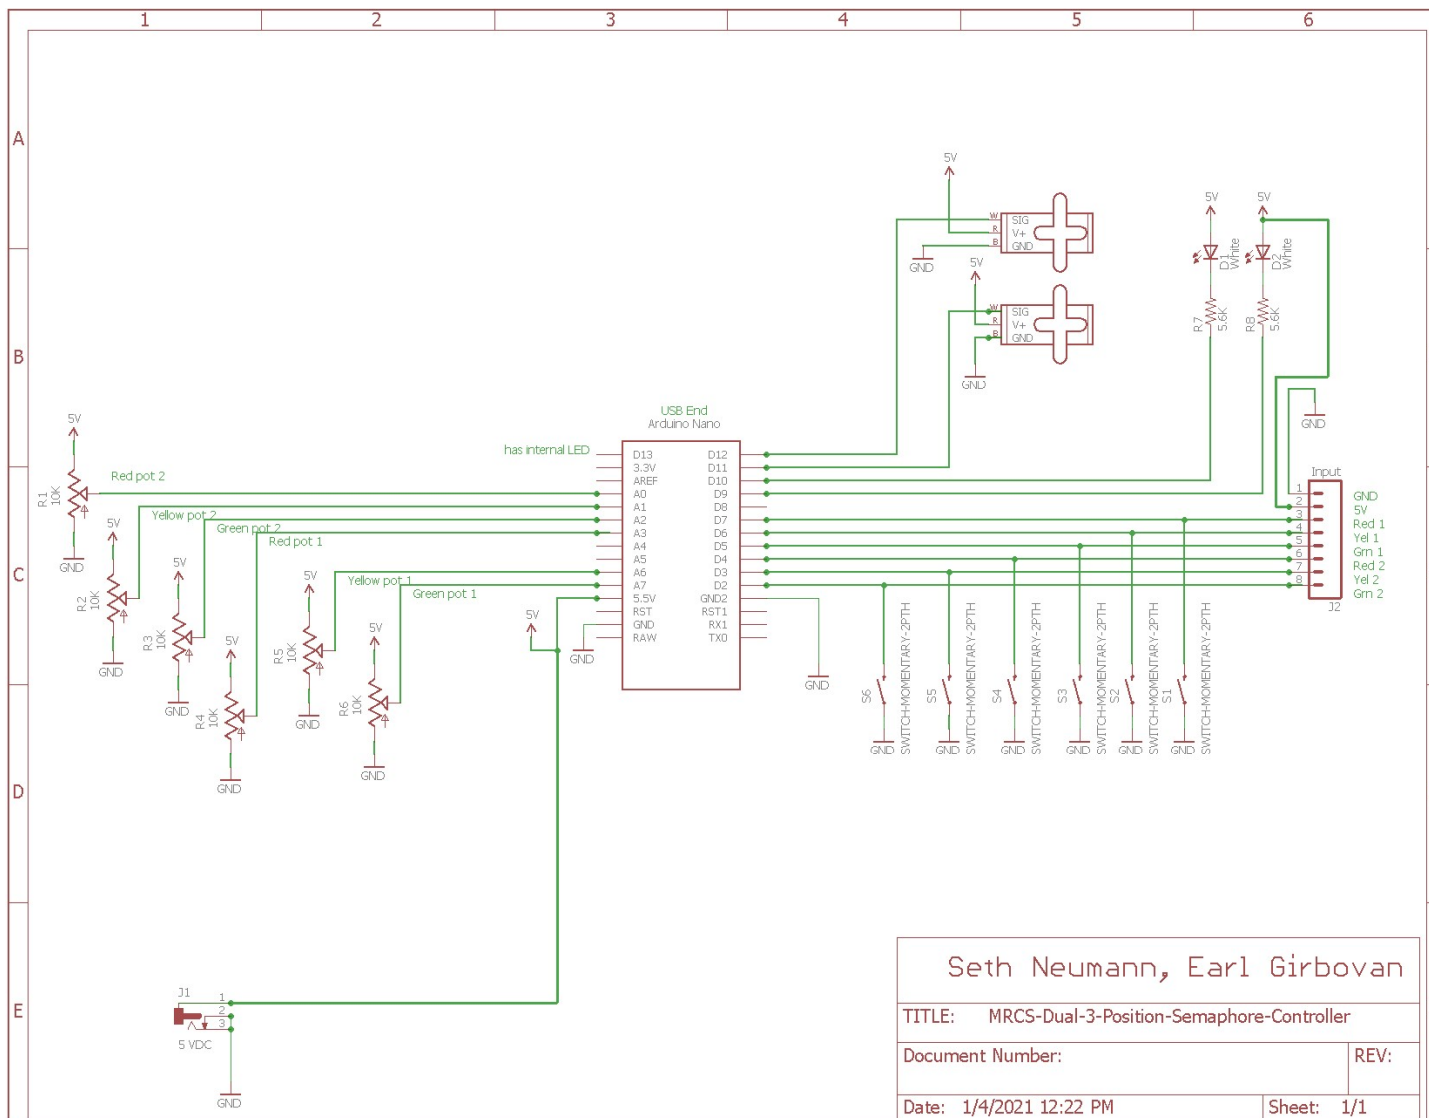 1 2 3 4 5 6
A
B
C
D
E
5V
W SIG
R V+
B GND
GND
5V
W SIG
R V+
B GND
GND
5V
D1
White
R7
5.6K
5V
D2
White
R8
5.6K
GND
USB End
Arduino Nano
has internal LED
D13 D12
3.3V D11
AREF D10
A0 D9
A1 D8
A2 D7
A3 D6
A4 D5
A5 D4
A6 D3
A7 D2
5.5V GND2
RST RST1
GND RX1
RAW TX0
5V
R1
10K
GND
Red pot 2
5V
R2
10K
GND
Yellow pot 2
5V
R3
10K
GND
Green pot 2
5V
R4
10K
GND
Red pot 1
5V
R5
10K
GND
Yellow pot 1
5V
R6
10K
GND
Green pot 1
5V
GND
GND
Input
1 GND
2 5V
3 Red 1
4 Yel 1
5 Grn 1
6 Red 2
7 Yel 2
8 Grn 2
J2
S6
SWITCH-MOMENTARY-2PTH
GND
S5
SWITCH-MOMENTARY-2PTH
GND
S4
SWITCH-MOMENTARY-2PTH
GND
S3
SWITCH-MOMENTARY-2PTH
GND
S2
SWITCH-MOMENTARY-2PTH
GND
S1
SWITCH-MOMENTARY-2PTH
GND
J1
1
2
3
5 VDC
GND
Seth Neumann, Earl Girbovan
TITLE: MRCS-Dual-3-Position-Semaphore-Controller
Document Number:
REV:
Date: 1/4/2021 12:22 PM
Sheet: 1/1